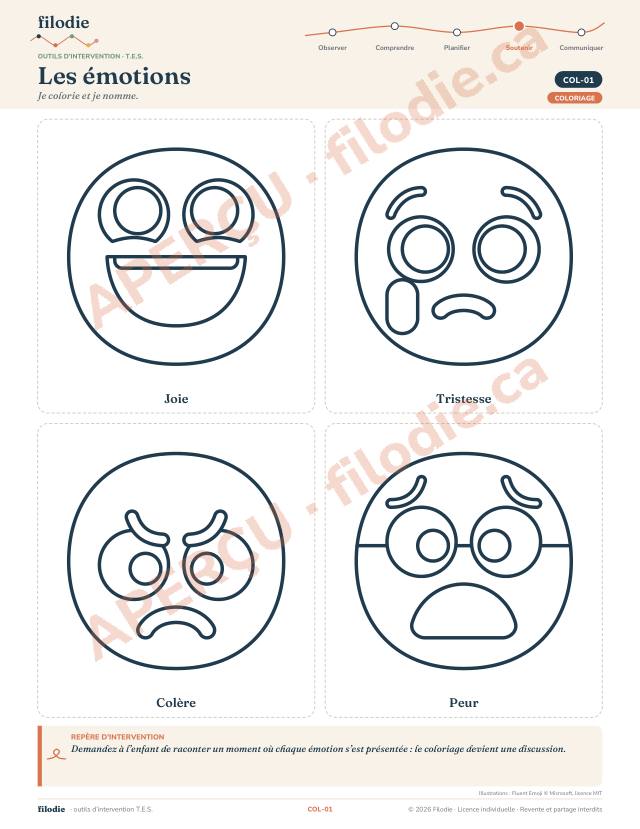 filodie
OUTILS D'INTERVENTION · T.E.S.
Les émotions
Je colorie et je nomme.
Observer
Comprendre
Planifier
Soutenir
Communiquer
COL-01
COLORIAGE
APERÇU · filodie.ca
Joie
Tristesse
APERÇU · filodie.ca
Colère
Peur
REPÈRE D'INTERVENTION
Demandez à l'enfant de raconter un moment où chaque émotion s'est présentée : le coloriage devient une discussion.
Illustrations : Fluent Emoji © Microsoft, licence MIT
filodie · outils d'intervention T.E.S.
COL-01
© 2026 Filodie · Licence individuelle · Revente et partage interdits